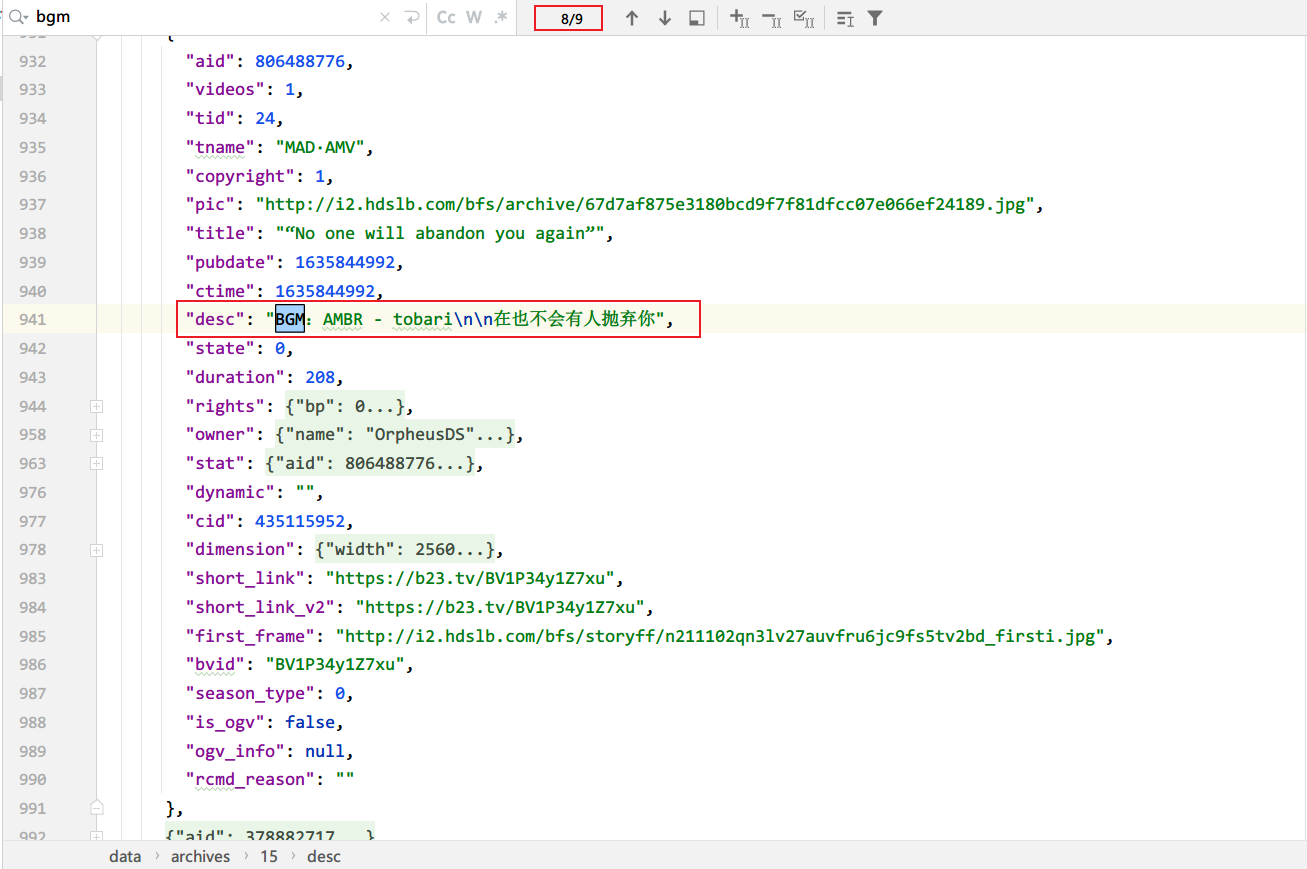 bgm Cc W .* 8/9
931 {
932 "aid": 806488776,
933 "videos": 1,
934 "tid": 24,
935 "tname": "MAD·AMV",
936 "copyright": 1,
937 "pic": "http://i2.hdslb.com/bfs/archive/67d7af875e3180bcd9f7f81dfcc07e066ef24189.jpg",
938 "title": "“No one will abandon you again”",
939 "pubdate": 1635844992,
940 "ctime": 1635844992,
941 "desc": "BGM：AMBR - tobari\n\n在也不会有人抛弃你",
942 "state": 0,
943 "duration": 208,
944 "rights": {"bp": 0...},
958 "owner": {"name": "OrpheusDS"...},
963 "stat": {"aid": 806488776...},
976 "dynamic": "",
977 "cid": 435115952,
978 "dimension": {"width": 2560...},
983 "short_link": "https://b23.tv/BV1P34y1Z7xu",
984 "short_link_v2": "https://b23.tv/BV1P34y1Z7xu",
985 "first_frame": "http://i2.hdslb.com/bfs/storyff/n211102qn3lv27auvfru6jc9fs5tv2bd_firsti.jpg",
986 "bvid": "BV1P34y1Z7xu",
987 "season_type": 0,
988 "is_ogv": false,
989 "ogv_info": null,
990 "rcmd_reason": ""
991 },
992 {"aid": 378882717...}
data › archives › 15 › desc